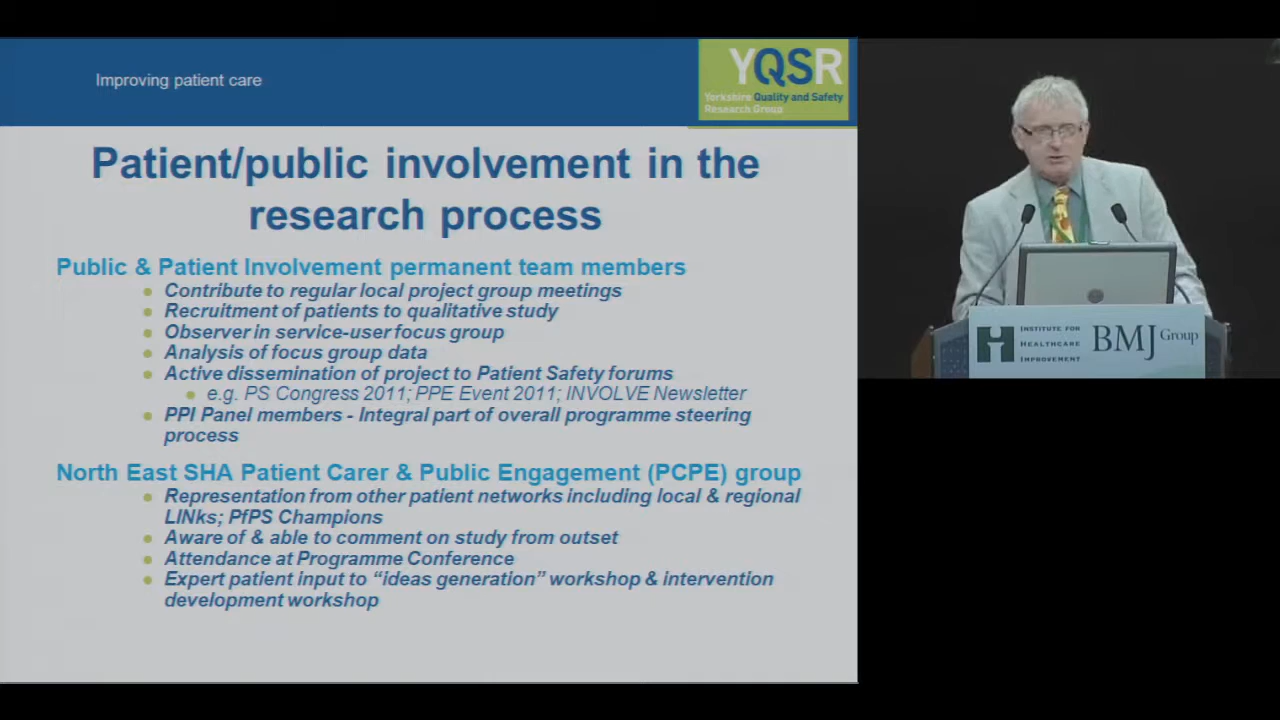 Improving patient care
YQSR
Yorkshire Quality and Safety
Research Group
Patient/public involvement in the
research process
Public & Patient Involvement permanent team members
Contribute to regular local project group meetings
Recruitment of patients to qualitative study
Observer in service-user focus group
Analysis of focus group data
Active dissemination of project to Patient Safety forums
e.g. PS Congress 2011; PPE Event 2011; INVOLVE Newsletter
PPI Panel members - Integral part of overall programme steering
process
North East SHA Patient Carer & Public Engagement (PCPE) group
Representation from other patient networks including local & regional
LINks; PfPS Champions
Aware of & able to comment on study from outset
Attendance at Programme Conference
Expert patient input to “ideas generation” workshop & intervention
development workshop
INSTITUTE FOR
HEALTHCARE
IMPROVEMENT
BMJ Group